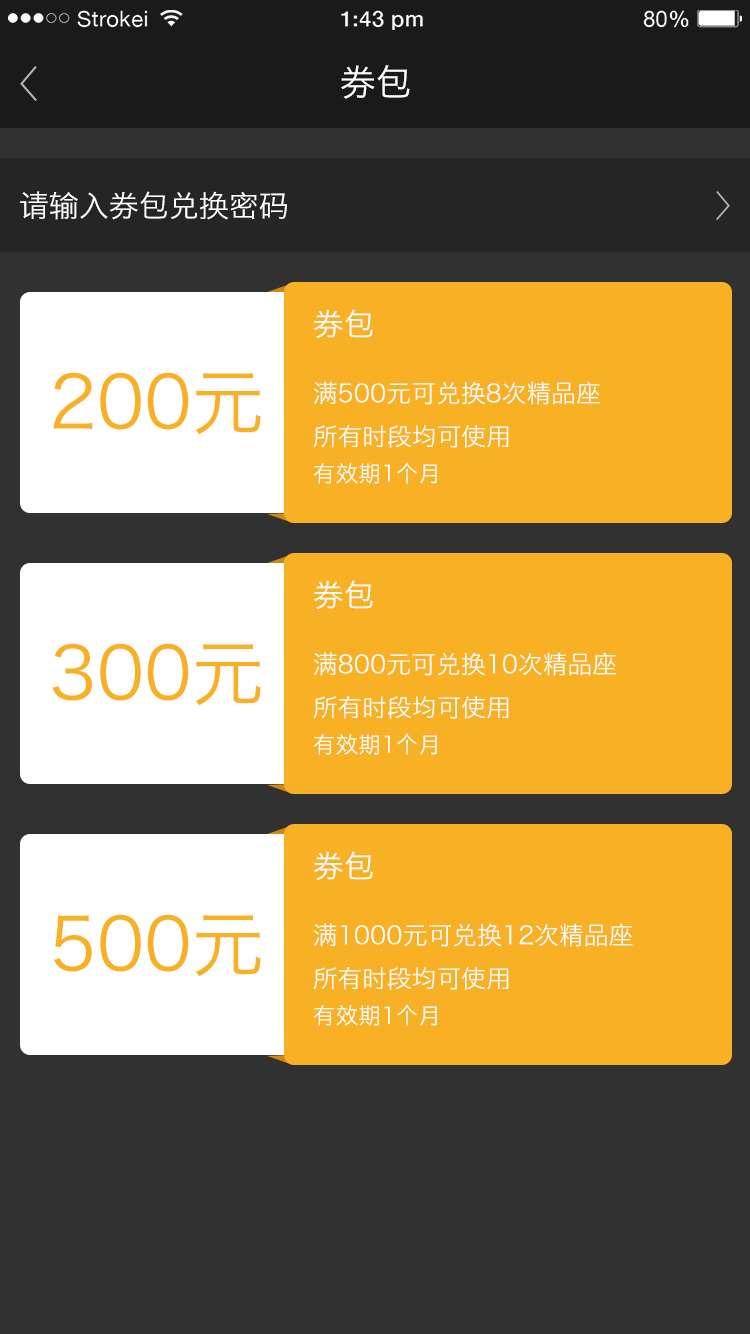 Strokei 1:43 pm 80%
券包
请输入券包兑换密码
200元
券包
满500元可兑换8次精品座
所有时段均可使用
有效期1个月
300元
券包
满800元可兑换10次精品座
所有时段均可使用
有效期1个月
500元
券包
满1000元可兑换12次精品座
所有时段均可使用
有效期1个月